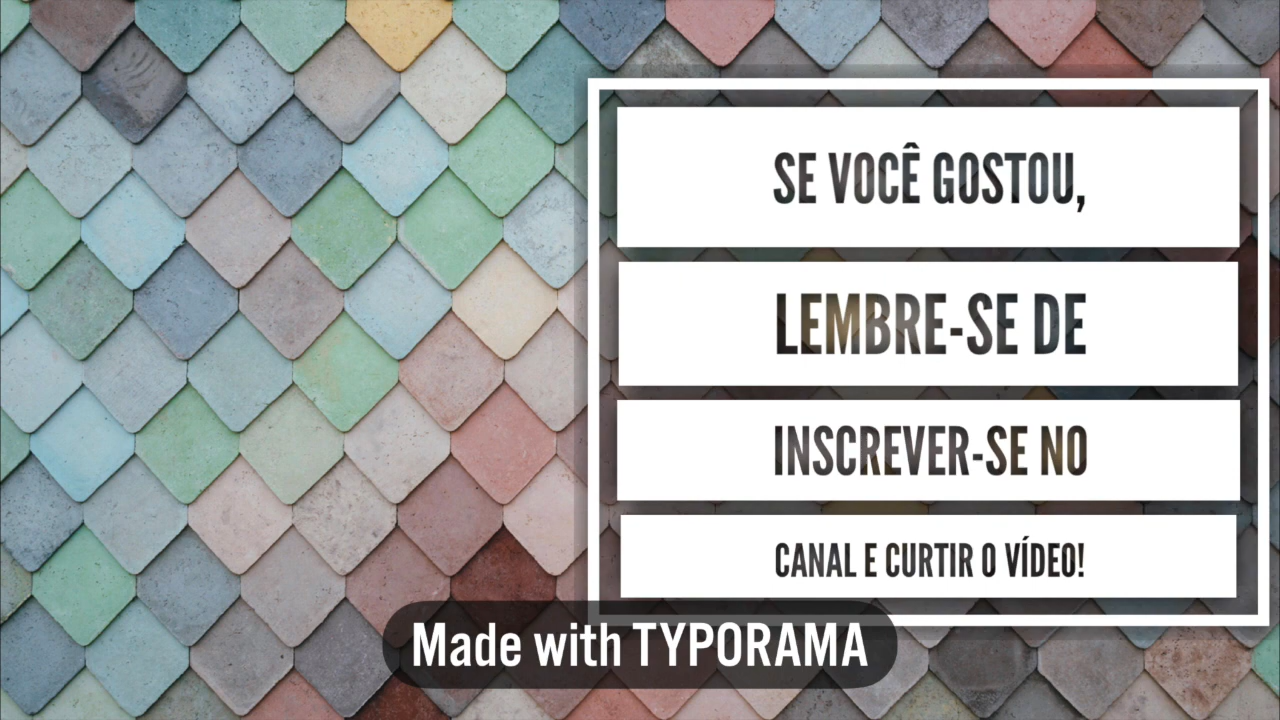 SE VOCÊ GOSTOU,
LEMBRE-SE DE
INSCREVER-SE NO
CANAL E CURTIR O VÍDEO!
Made with TYPORAMA